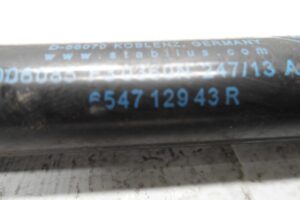 D-56070 KOBLENZ, GERMANY
www.stabilus.com
247/13 A
6547 129 43 R